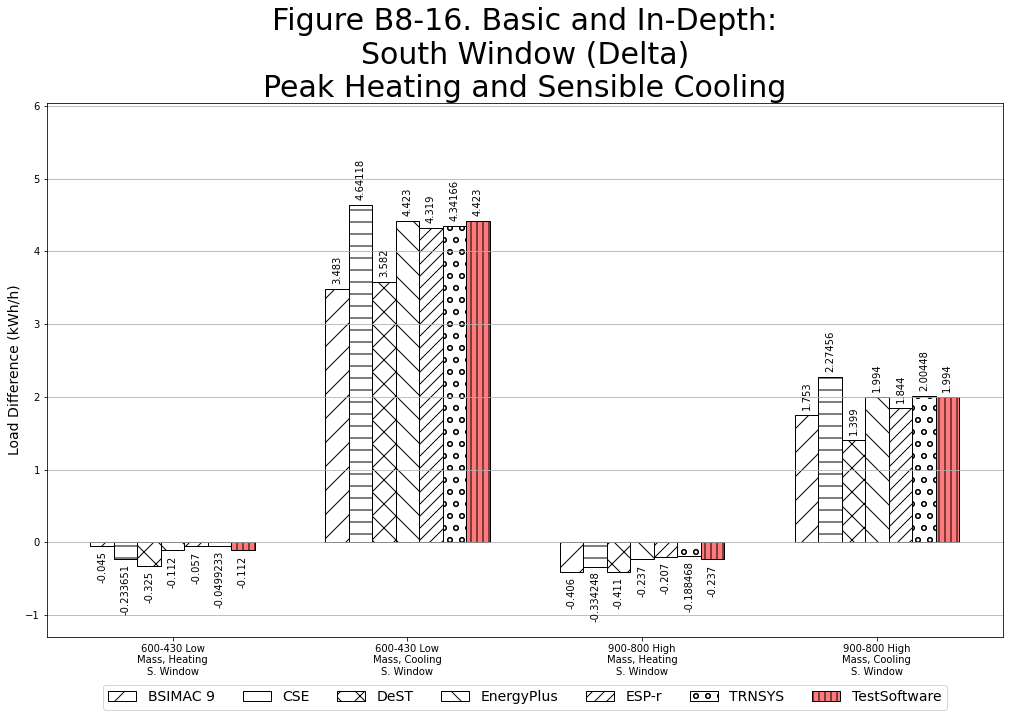 Figure B8-16. Basic and In-Depth:
South Window (Delta)
Peak Heating and Sensible Cooling
Load Difference (kWh/h)
6
5
4
3
2
1
0
−1
-0.045
-0.233651
-0.325
-0.112
-0.057
-0.0499233
-0.112
3.483
4.64118
3.582
4.423
4.319
4.34166
4.423
-0.406
-0.334248
-0.411
-0.237
-0.207
-0.188468
-0.237
1.753
2.27456
1.399
1.994
1.844
2.00448
1.994
600-430 Low
Mass, Heating
S. Window
600-430 Low
Mass, Cooling
S. Window
900-800 High
Mass, Heating
S. Window
900-800 High
Mass, Cooling
S. Window
BSIMAC 9 CSE DeST EnergyPlus ESP-r TRNSYS TestSoftware